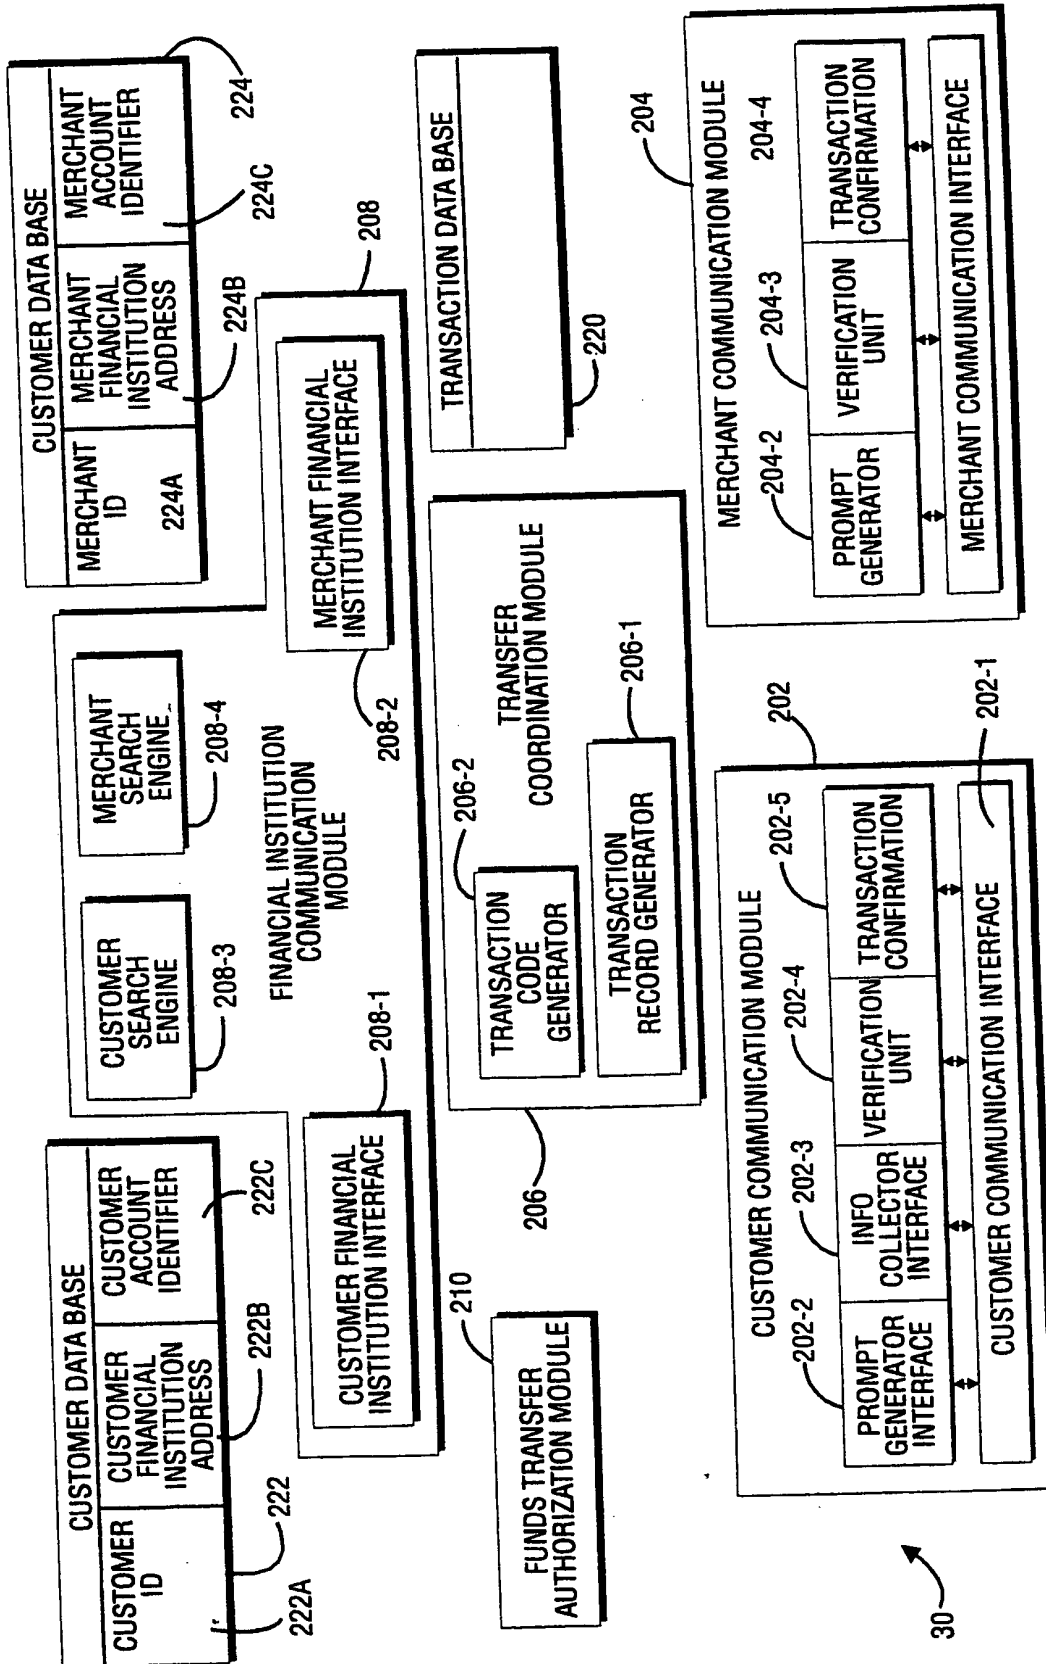 CUSTOMER DATA BASE
CUSTOMER
ID
CUSTOMER
FINANCIAL
INSTITUTION
ADDRESS
CUSTOMER
ACCOUNT
IDENTIFIER
222A
222
222B
222C
CUSTOMER
SEARCH
ENGINE
208-3
MERCHANT
SEARCH
ENGINE
208-4
CUSTOMER DATA BASE
MERCHANT
ID
224A
MERCHANT
FINANCIAL
INSTITUTION
ADDRESS
MERCHANT
ACCOUNT
IDENTIFIER
224B
224C
224
FINANCIAL INSTITUTION
COMMUNICATION
MODULE
CUSTOMER FINANCIAL
INSTITUTION INTERFACE
208-1
MERCHANT FINANCIAL
INSTITUTION INTERFACE
208-2
208
FUNDS TRANSFER
AUTHORIZATION MODULE
210
206
TRANSACTION
CODE
GENERATOR
206-2
TRANSFER
COORDINATION MODULE
TRANSACTION
RECORD GENERATOR
206-1
TRANSACTION DATA BASE
220
CUSTOMER COMMUNICATION MODULE
202-2
202-3
202-4
202-5
202
PROMPT
GENERATOR
INTERFACE
INFO
COLLECTOR
INTERFACE
VERIFICATION
UNIT
TRANSACTION
CONFIRMATION
CUSTOMER COMMUNICATION INTERFACE
202-1
MERCHANT COMMUNICATION MODULE
204
204-2
204-3
204-4
PROMPT
GENERATOR
VERIFICATION
UNIT
TRANSACTION
CONFIRMATION
MERCHANT COMMUNICATION INTERFACE
30